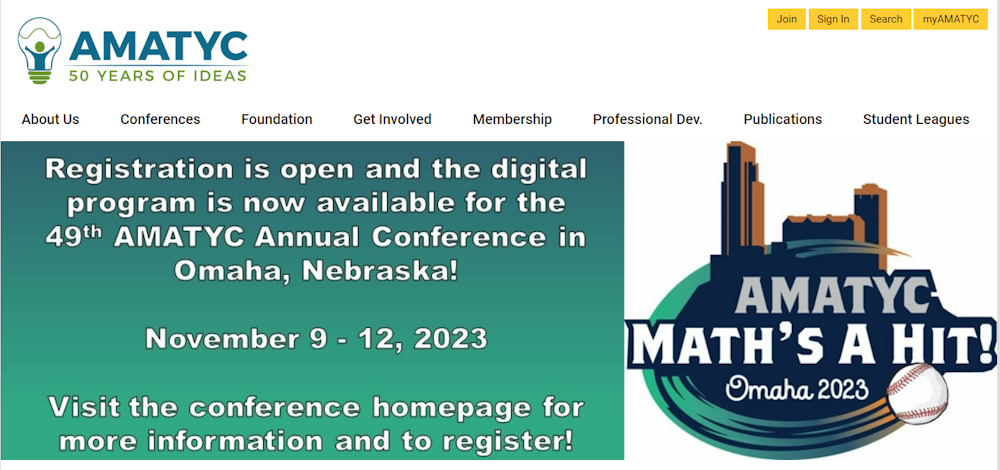 Join Sign In Search myAMATYC
AMATYC
50 YEARS OF IDEAS
About Us Conferences Foundation Get Involved Membership Professional Dev. Publications Student Leagues
Registration is open and the digital
program is now available for the
49th AMATYC Annual Conference in
Omaha, Nebraska!
November 9 - 12, 2023
Visit the conference homepage for
more information and to register!
AMATYC
MATH'S A HIT!
Omaha 2023